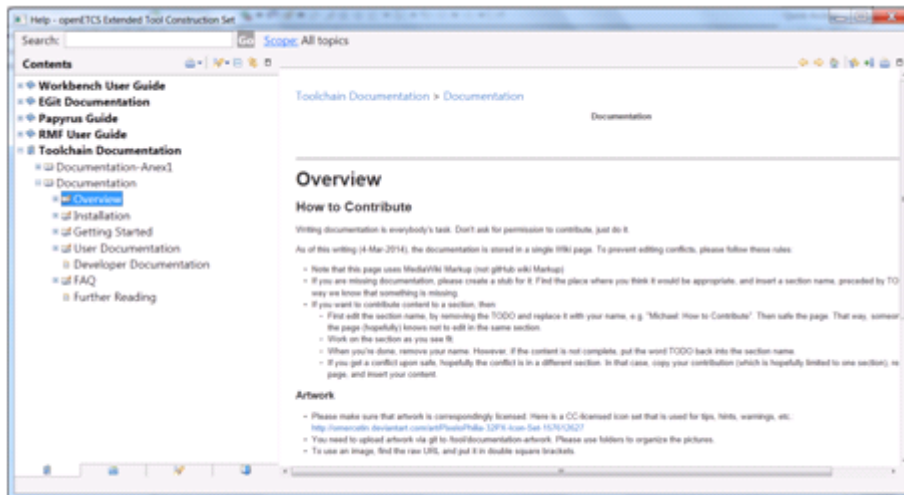 Help - openETCS Extended Tool Construction Set
Search: Go Scope: All topics
Contents
Workbench User Guide
EGit Documentation
Papyrus Guide
RMF User Guide
Toolchain Documentation
Documentation-Anex1
Documentation
Overview
Installation
Getting Started
User Documentation
Developer Documentation
FAQ
Further Reading
Toolchain Documentation > Documentation
Documentation
Overview
How to Contribute
Writing documentation is everybody's task. Don't ask for permission to contribute, just do it.
As of this writing (4-Mar-2014), the documentation is stored in a single Wiki page. To prevent editing conflicts, please follow these rules:
- Note that this page uses MediaWiki Markup (not gitHub wiki Markup)
- If you are missing documentation, please create a stub for it. Find the place where you think it would be appropriate, and insert a section name, preceded by TO
way we know that something is missing.
- If you want to contribute content to a section, then:
- First edit the section name, by removing the TODO and replace it with your name, e.g. "Michael: How to Contribute". Then safe the page. That way, someon
the page (hopefully) knows not to edit in the same section.
- Work on the section as you see fit
- When you're done, remove your name. However, if the content is not complete, put the word TODO back into the section name.
- If you get a conflict upon safe, hopefully the conflict is in a different section. In that case, copy your contribution (which is hopefully limited to one section), re
page, and insert your content.
Artwork
- Please make sure that artwork is correspondingly licensed. Here is a CC-licensed icon set that is used for tips, hints, warnings, etc.:
- You need to upload artwork via git to /tool/documentation-artwork. Please use folders to organize the pictures.
- To use an image, find the raw URL and put it in double square brackets.